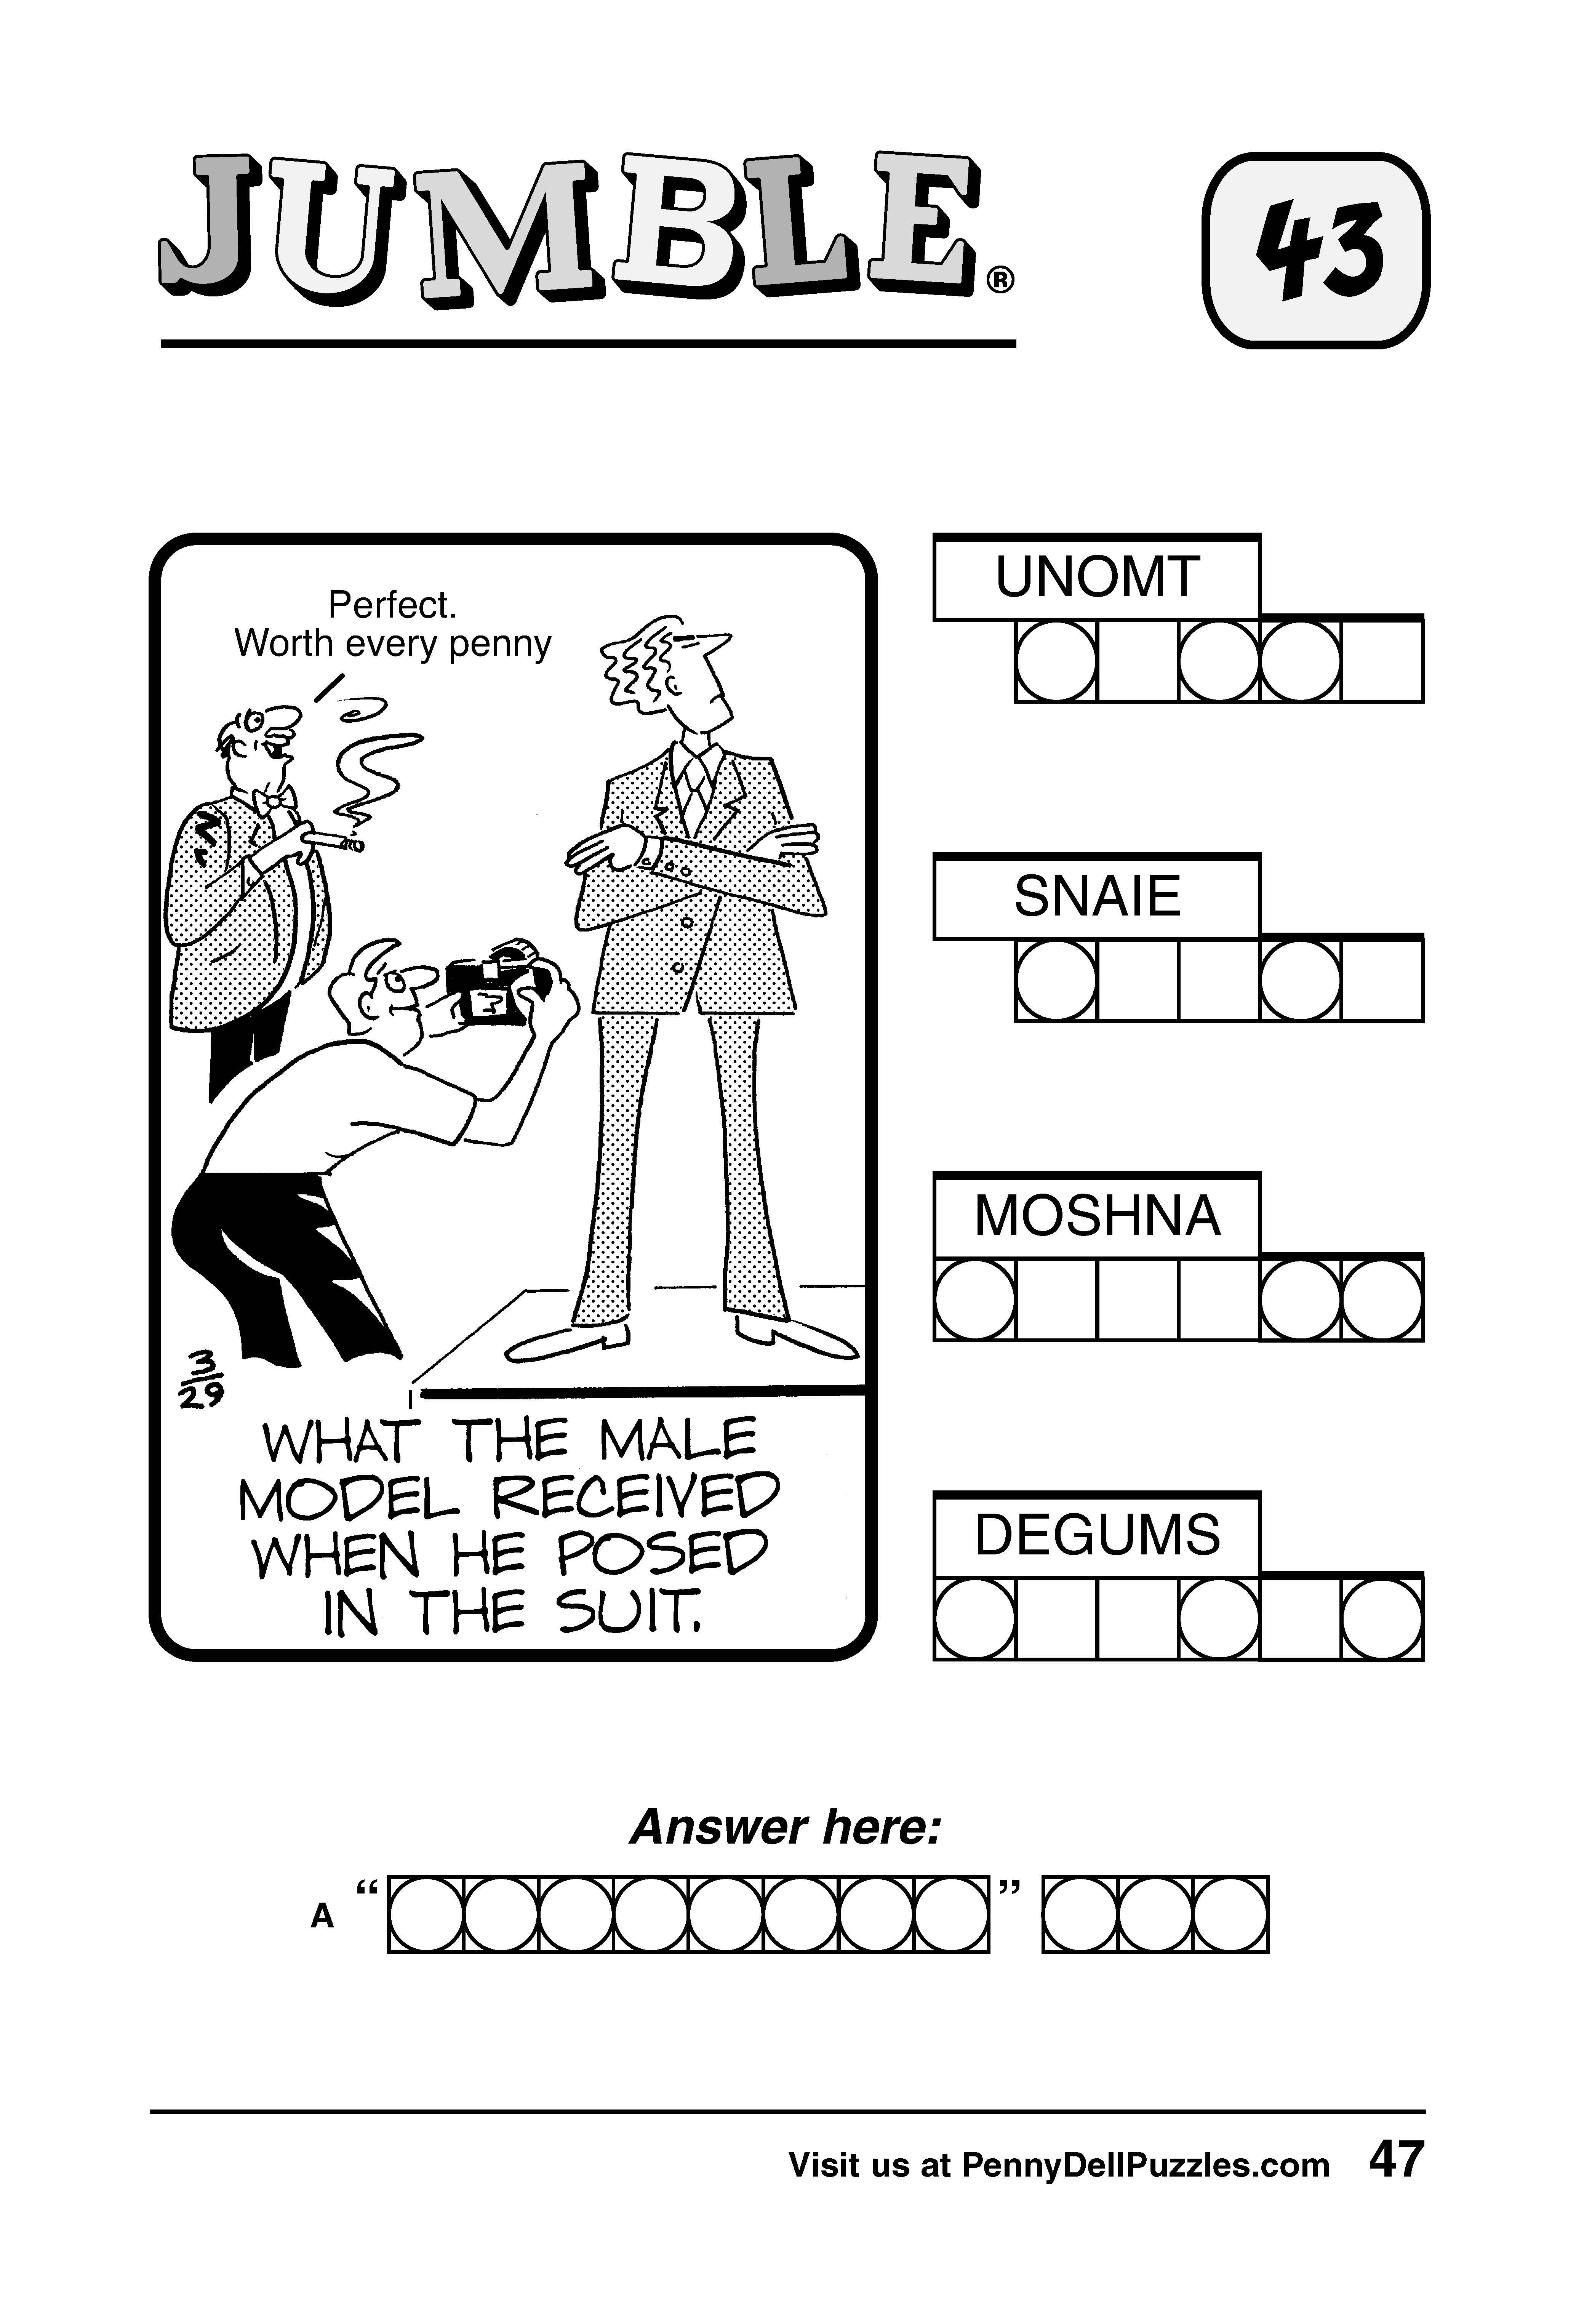 JUMBLE®
43
Perfect.
Worth every penny
3
29
WHAT THE MALE
MODEL RECEIVED
WHEN HE POSED
IN THE SUIT.
UNOMT
SNAIE
MOSHNA
DEGUMS
Answer here:
A “ ”
Visit us at PennyDellPuzzles.com 47